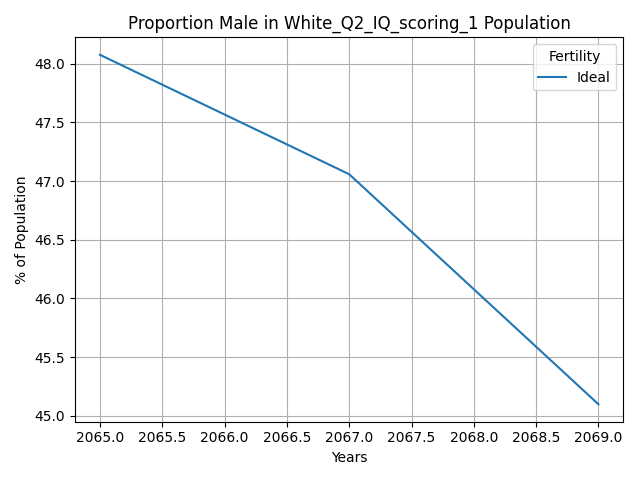 Proportion Male in White_Q2_IQ_scoring_1 Population
Fertility
Ideal
48.0
47.5
47.0
46.5
46.0
45.5
45.0
% of Population
2065.0 2065.5 2066.0 2066.5 2067.0 2067.5 2068.0 2068.5 2069.0
Years